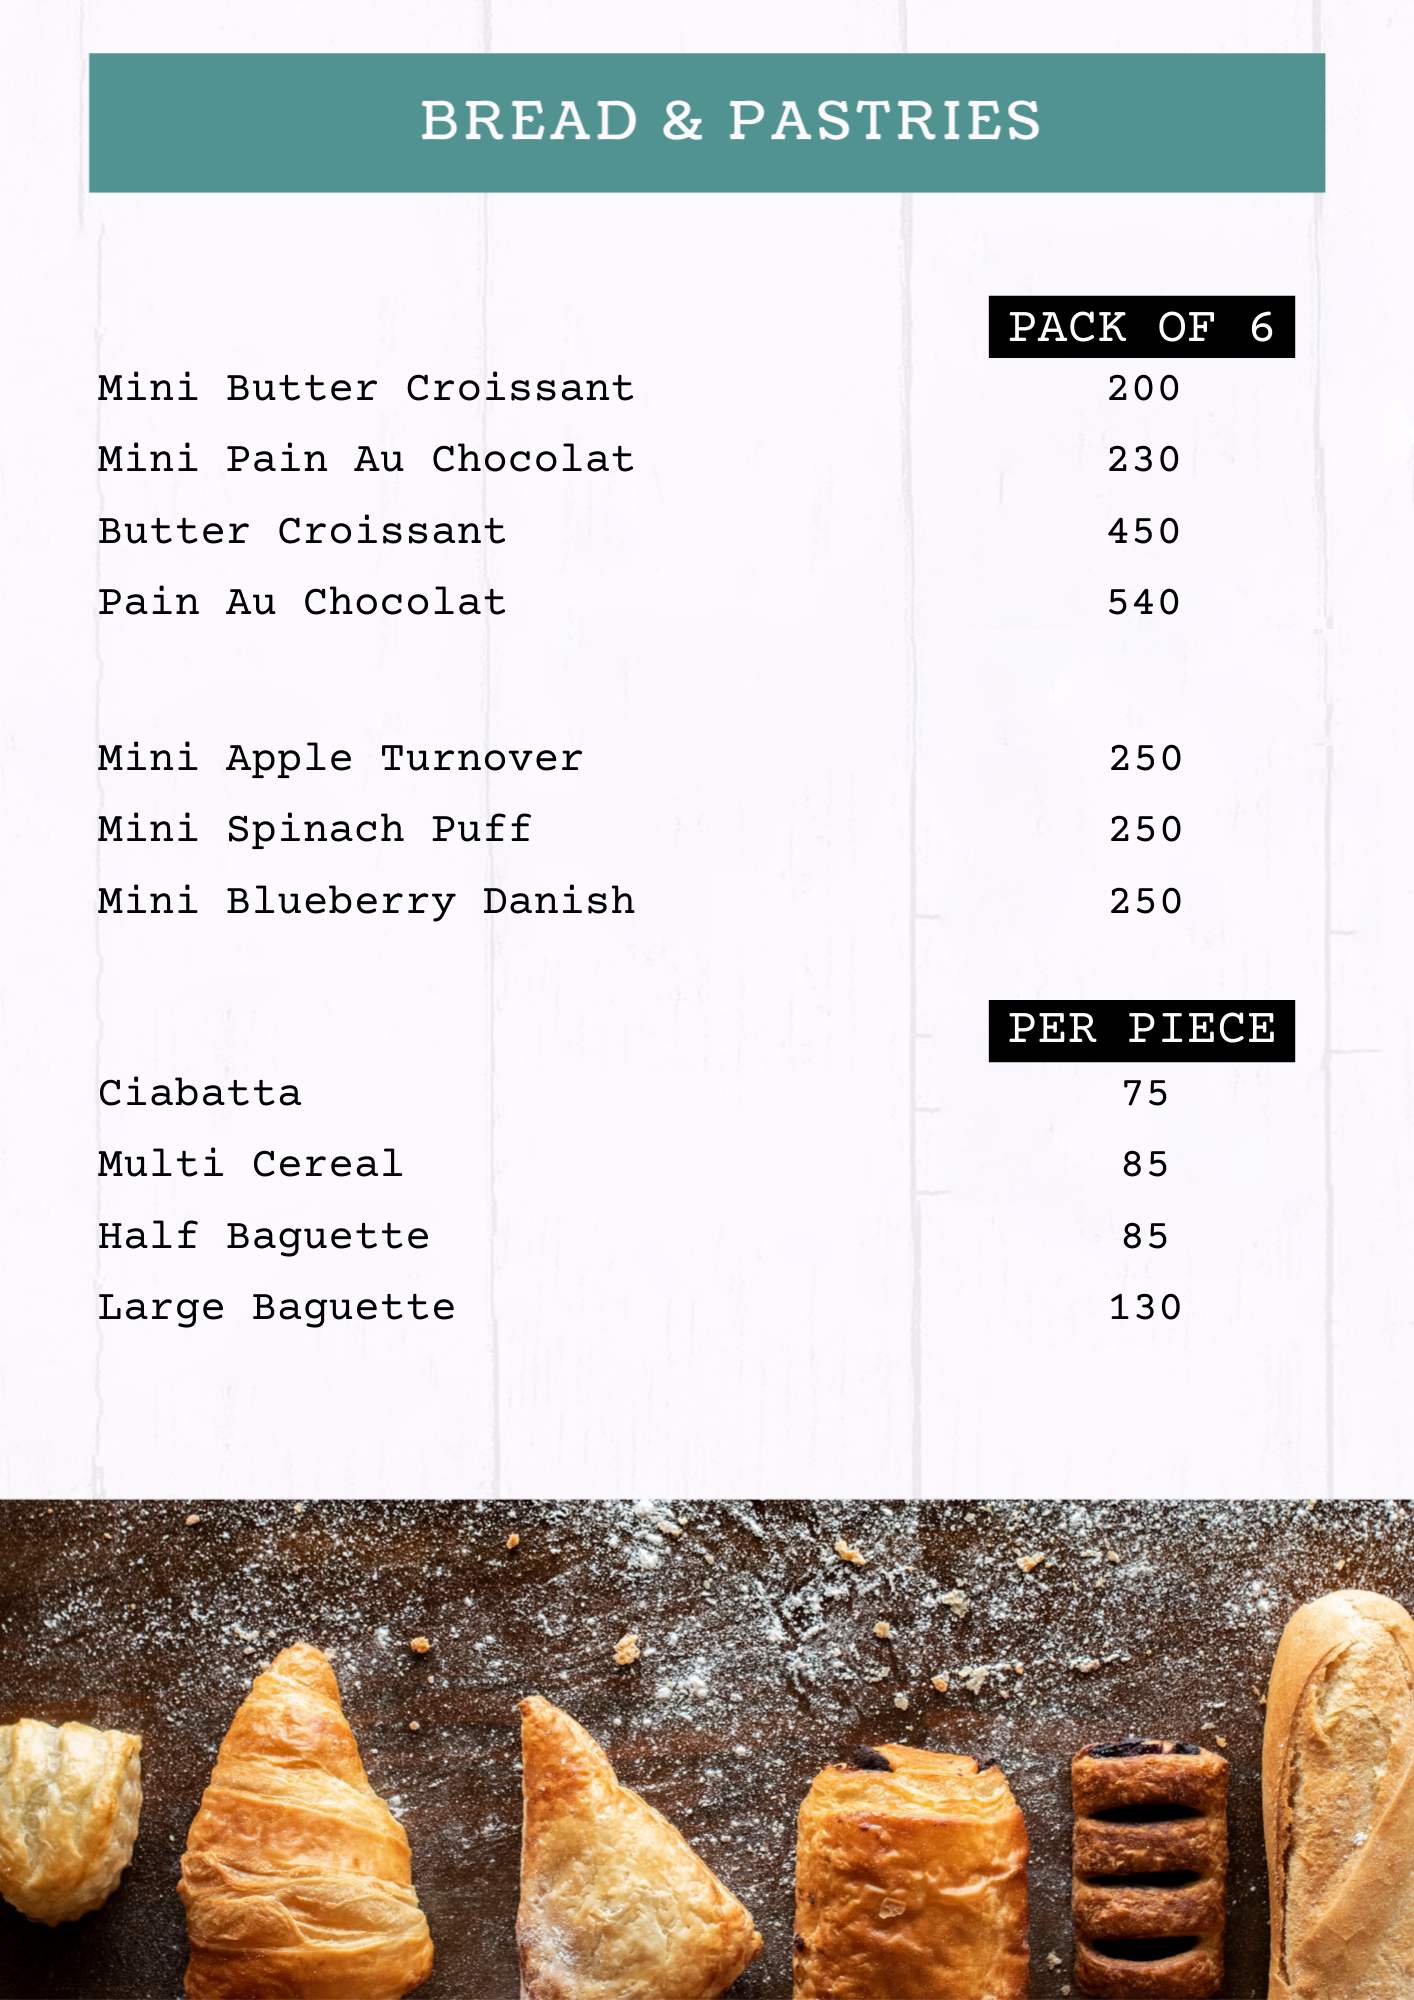 BREAD & PASTRIES
PACK OF 6
Mini Butter Croissant 200
Mini Pain Au Chocolat 230
Butter Croissant 450
Pain Au Chocolat 540
Mini Apple Turnover 250
Mini Spinach Puff 250
Mini Blueberry Danish 250
PER PIECE
Ciabatta 75
Multi Cereal 85
Half Baguette 85
Large Baguette 130